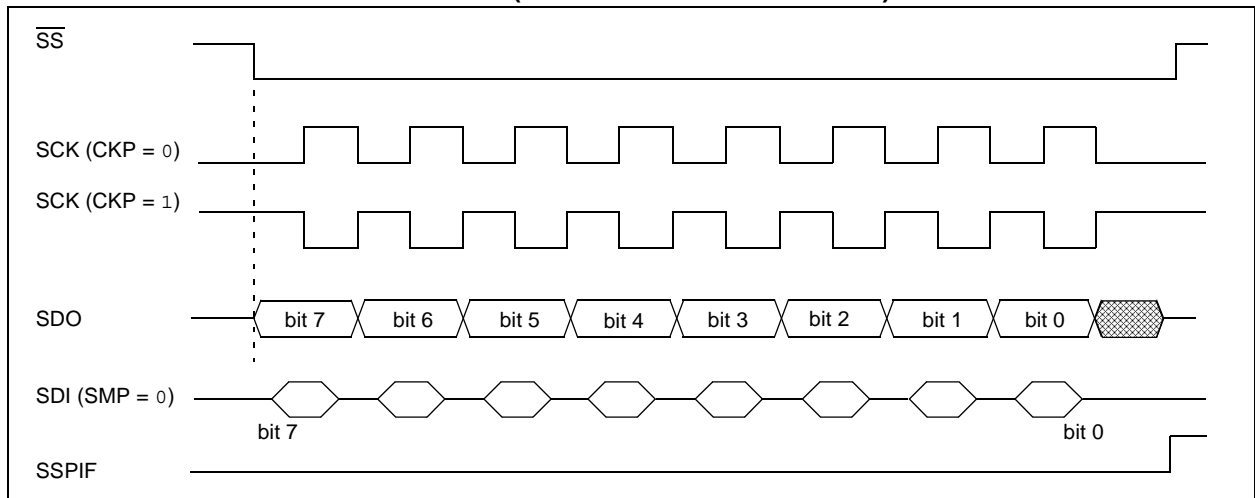 SS
SCK (CKP = 0)
SCK (CKP = 1)
SDO
bit 7 bit 6 bit 5 bit 4 bit 3 bit 2 bit 1 bit 0
SDI (SMP = 0)
bit 7 bit 0
SSPIF